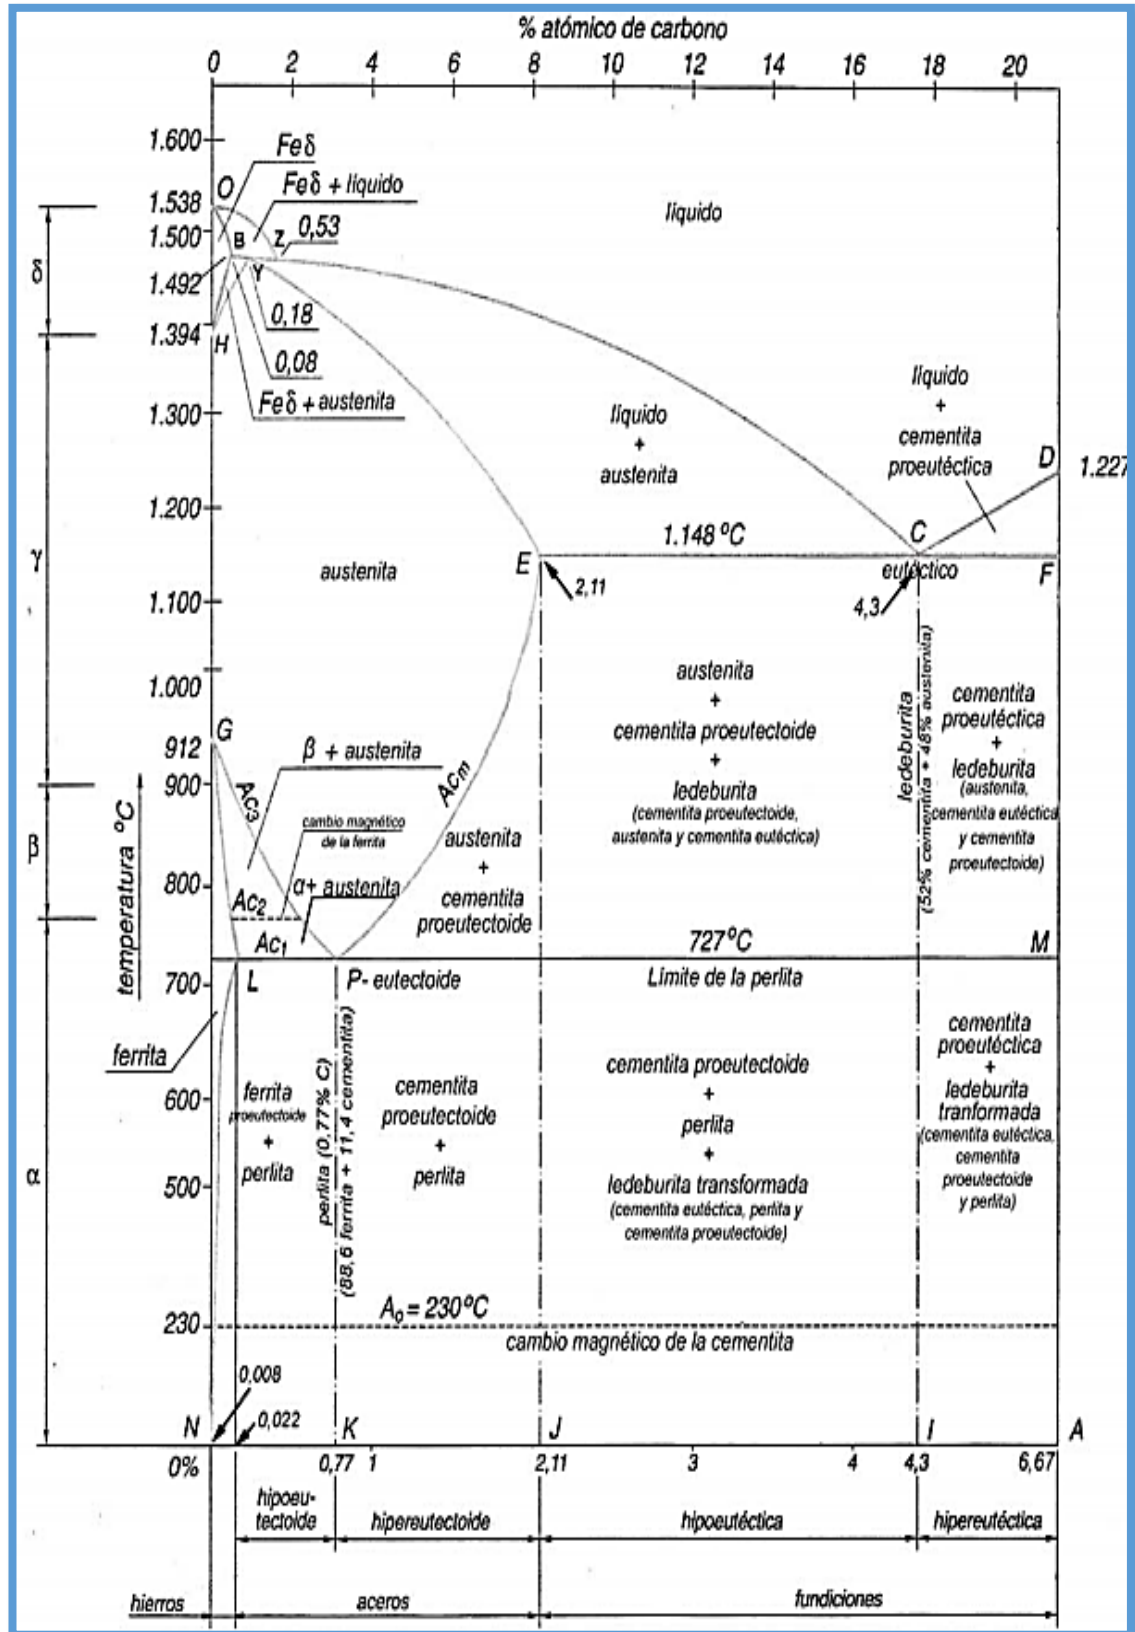 % atómico de carbono
0 2 4 6 8 10 12 14 16 18 20
1.600
Feδ
Feδ + líquido
O
1.538
1.500
B
Z
0,53
líquido
δ
1.492
Y
0,18
1.394
H
0,08
Feδ + austenita
1.300
líquido
+
austenita
líquido
+
cementita
proeutéctica
D
1.227
1.200
1.148 ºC
C
E
eutéctico
F
γ
austenita
2,11
4,3
1.100
1.000
austenita
+
cementita proeutectoide
+
ledeburita
(cementita proeutectoide,
austenita y cementita eutéctica)
ledeburita
(52% cementita + 48% austenita)
cementita
proeutéctica
+
ledeburita
(austenita,
cementita eutéctica
y cementita
proeutectoide)
G
912
β + austenita
900
Ac3
Acm
temperatura ºC
cambio magnético
de la ferrita
β
austenita
+
cementita
proeutectoide
800
α+ austenita
Ac2
Ac1
727ºC
M
700
L
P- eutectoide
Límite de la perlita
ferrita
600
ferrita
proeutectoide
+
perlita
perlita (0,77% C)
(88,6 ferrita + 11,4 cementita)
cementita
proeutectoide
+
perlita
cementita proeutectoide
+
perlita
+
ledeburita transformada
(cementita eutéctica, perlita y
cementita proeutectoide)
cementita
proeutéctica
+
ledeburita
tranformada
(cementita eutéctica,
cementita
proeutectoide
y perlita)
α
500
A0 = 230ºC
230
cambio magnético de la cementita
0,008
0,022
N
K
J
I
A
0%
0,77 1 2,11 3 4 4,3 6,67
hipoeu-
tectoide
hipereutectoide
hipoeutéctica
hipereutéctica
hierros
aceros
fundiciones